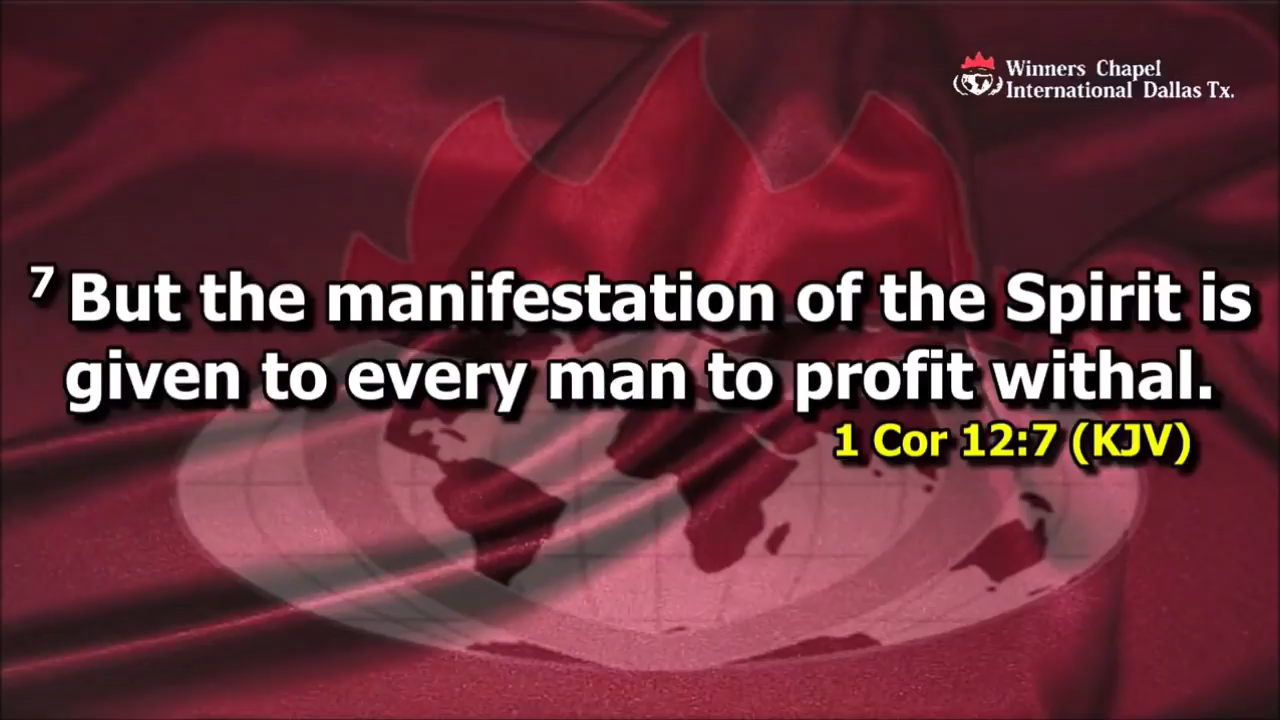 Winners Chapel
International Dallas Tx.
7 But the manifestation of the Spirit is
given to every man to profit withal.
1 Cor 12:7 (KJV)